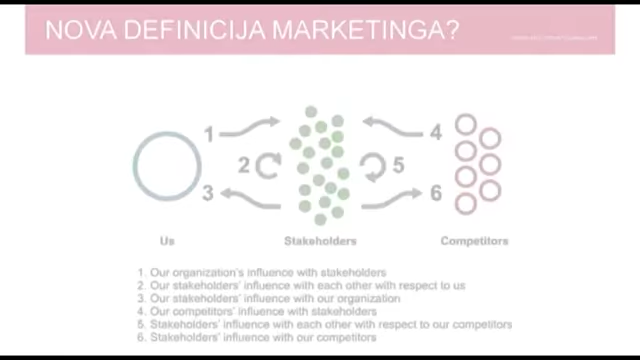 NOVA DEFINICIJA MARKETINGA?
1
4
2
5
3
6
Us
Stakeholders
Competitors
1. Our organization's influence with stakeholders
2. Our stakeholders' influence with each other with respect to us
3. Our stakeholders' influence with our organization
4. Our competitors' influence with stakeholders
5. Stakeholders' influence with each other with respect to our competitors
6. Stakeholders' influence with our competitors